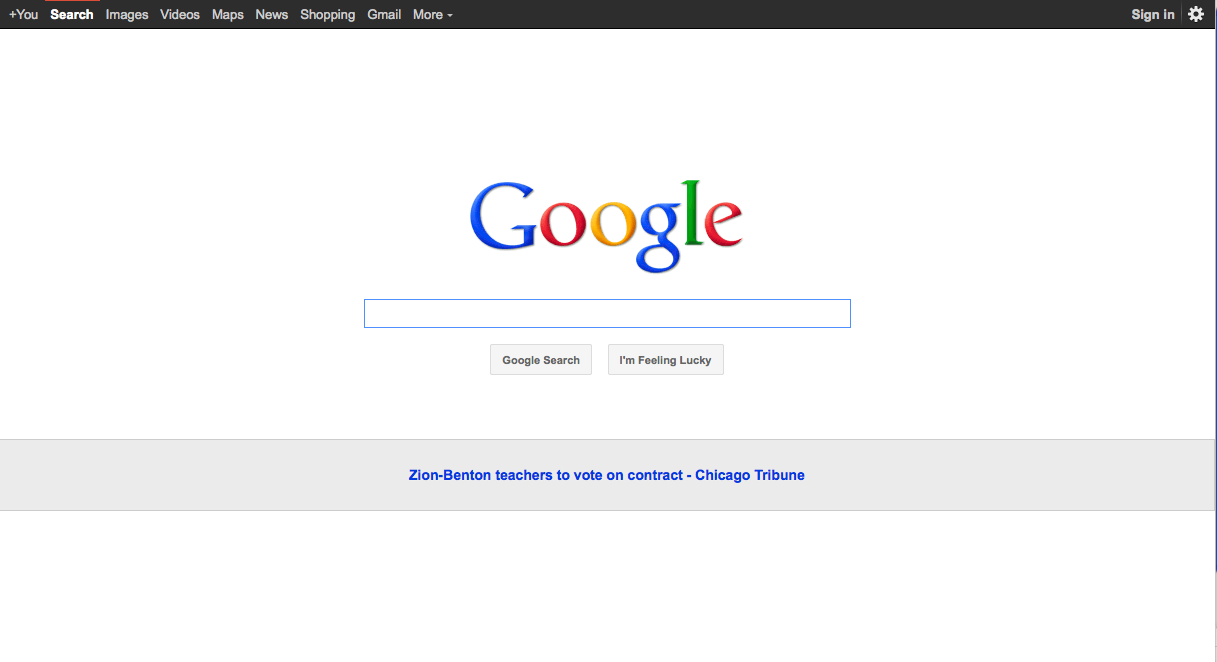 +You Search Images Videos Maps News Shopping Gmail More Sign in
Google
Google Search I'm Feeling Lucky
Zion-Benton teachers to vote on contract - Chicago Tribune